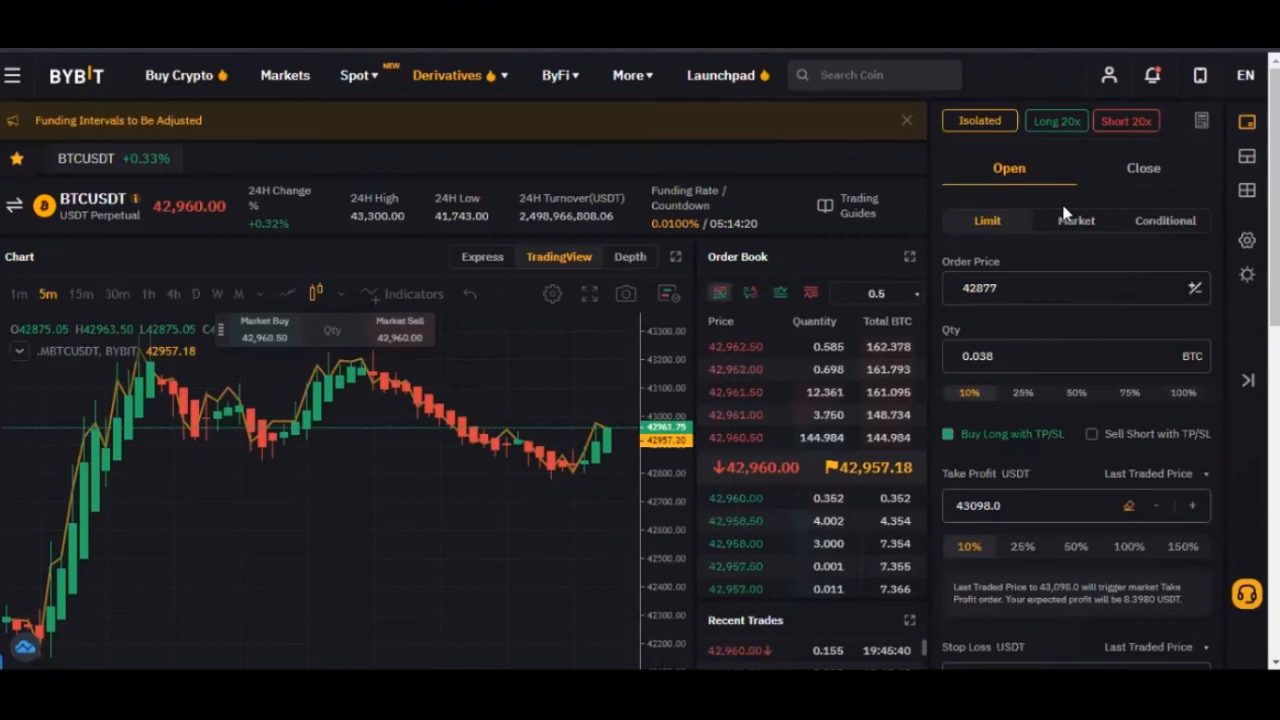 BYBIT Buy Crypto Markets Spot NEW Derivatives ByFi More Launchpad Search Coin EN
Funding Intervals to Be Adjusted
BTCUSDT +0.33%
BTCUSDT
USDT Perpetual
42,960.00
24H Change %
+0.32%
24H High
43,300.00
24H Low
41,743.00
24H Turnover(USDT)
2,498,966,808.06
Funding Rate / Countdown
0.0100% / 05:14:20
Trading Guides
Chart
Express TradingView Depth
1m 5m 15m 30m 1h 4h D W M Indicators
O42875.05 H42963.50 L42875.05
Market Buy
42,960.50
Qty
Market Sell
42,960.00
.MBTCUSDT, BYBIT 42957.18
43300.00
43200.00
43100.00
43000.00
42961.75
42957.20
42800.00
42700.00
42600.00
42500.00
42400.00
42300.00
42200.00
Order Book
0.5
Price Quantity Total BTC
42,962.50 0.585 162.378
42,962.00 0.698 161.793
42,961.50 12.361 161.095
42,961.00 3.750 148.734
42,960.50 144.984 144.984
42,960.00 42,957.18
42,960.00 0.352 0.352
42,958.50 4.002 4.354
42,958.00 3.000 7.354
42,957.50 0.001 7.355
42,957.00 0.011 7.366
Recent Trades
42,960.00 0.155 19:45:40
Isolated Long 20x Short 20x
Open Close
Limit Market Conditional
Order Price
42877
Qty
0.038 BTC
10% 25% 50% 75% 100%
Buy Long with TP/SL Sell Short with TP/SL
Take Profit USDT Last Traded Price
43098.0 - +
10% 25% 50% 100% 150%
Last Traded Price to 43,098.0 will trigger market Take
Profit order. Your expected profit will be 8.3980 USDT.
Stop Loss USDT Last Traded Price